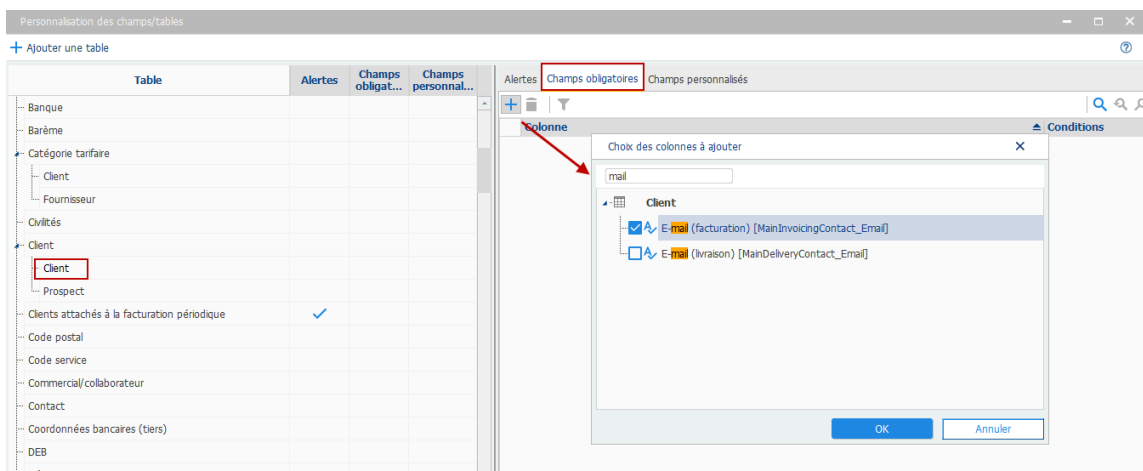 Personnalisation des champs/tables
Ajouter une table
Table
Alertes
Champs obligat...
Champs personnal...
Banque
Barème
Catégorie tarifaire
Client
Fournisseur
Civilités
Client
Client
Prospect
Clients attachés à la facturation périodique
Code postal
Code service
Commercial/collaborateur
Contact
Coordonnées bancaires (tiers)
DEB
Alertes
Champs obligatoires
Champs personnalisés
Colonne
Conditions
Choix des colonnes à ajouter
mail
Client
E-mail (facturation) [MainInvoicingContact_Email]
E-mail (livraison) [MainDeliveryContact_Email]
OK
Annuler